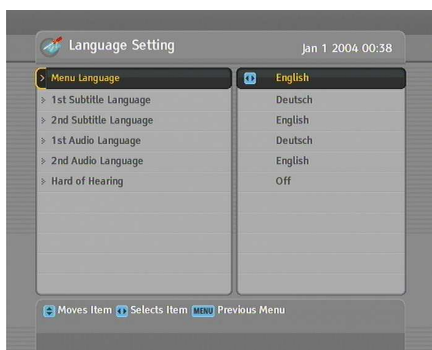 Language Setting
Jan 1 2004 00:38
Menu Language
English
1st Subtitle Language
Deutsch
2nd Subtitle Language
English
1st Audio Language
Deutsch
2nd Audio Language
English
Hard of Hearing
Off
Moves Item Selects Item MENU Previous Menu